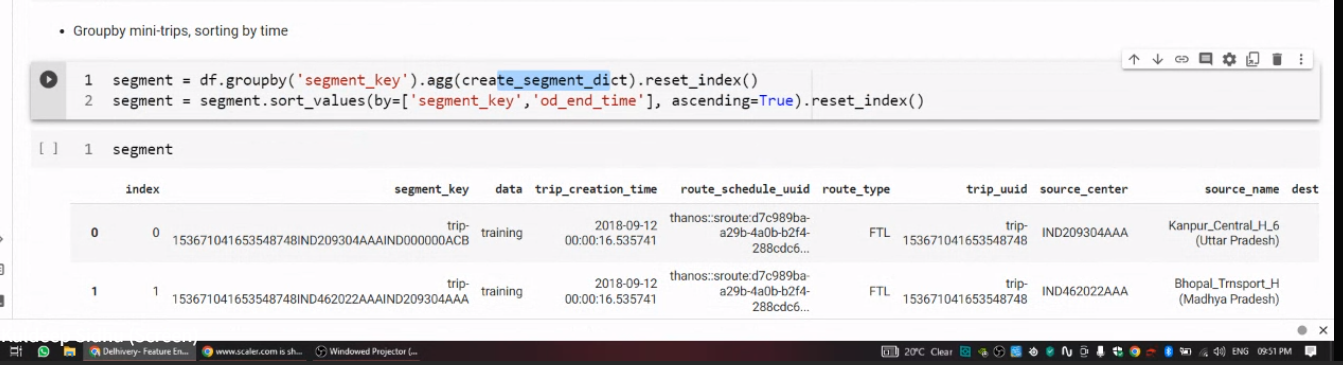 Groupby mini-trips, sorting by time
1 segment = df.groupby('segment_key').agg(create_segment_dict).reset_index()
2 segment = segment.sort_values(by=['segment_key','od_end_time'], ascending=True).reset_index()
[ ] 1 segment
index segment_key data trip_creation_time route_schedule_uuid route_type trip_uuid source_center source_name dest
0 0 trip-
153671041653548748IND209304AAAIND000000ACB training 2018-09-12
00:00:16.535741 thanos::sroute:d7c989ba-
a29b-4a0b-b2f4-
288cdc6... FTL trip-
153671041653548748 IND209304AAA Kanpur_Central_H_6
(Uttar Pradesh)
1 1 trip-
153671041653548748IND462022AAAIND209304AAA training 2018-09-12
00:00:16.535741 thanos::sroute:d7c989ba-
a29b-4a0b-b2f4-
288cdc6... FTL trip-
153671041653548748 IND462022AAA Bhopal_Trnsport_H
(Madhya Pradesh)
(Screen)
Delhivery- Feature En... www.scaler.com is sh... Windowed Projector (... 20°C Clear ENG 09:51 PM